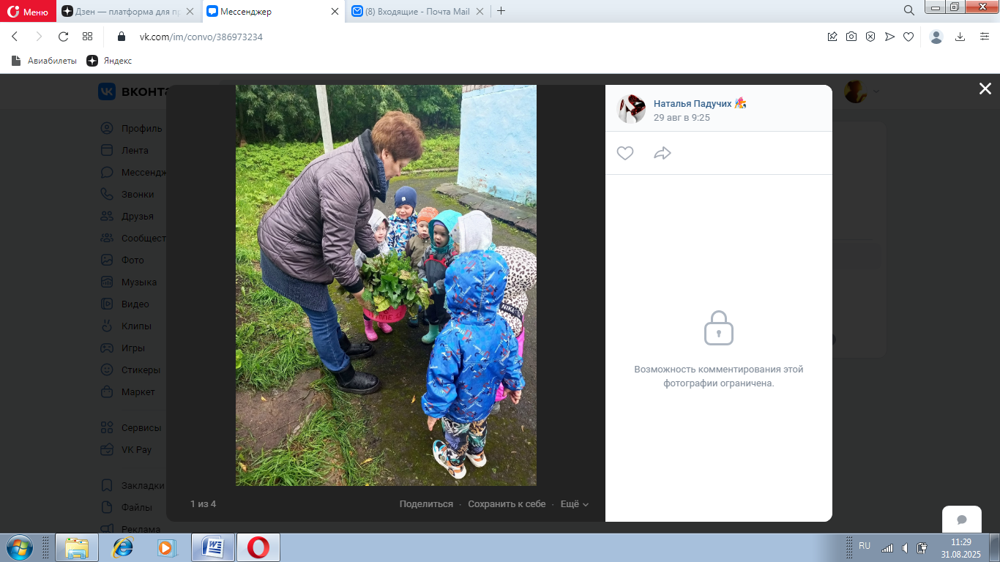 Меню
Дзен — платформа для пр
Мессенджер
(8) Входящие - Почта Mail
vk.com/im/convo/386973234
Авиабилеты
Яндекс
ВКОНТА
Профиль
Лента
Мессендж
Звонки
Друзья
Сообщест
Фото
Музыка
Видео
Клипы
Игры
Стикеры
Маркет
Сервисы
VK Pay
Закладки
Файлы
Реклама
NIKA
1 из 4
Поделиться · Сохранить к себе · Ещё
Наталья Падучих
29 авг в 9:25
Возможность комментирования этой
фотографии ограничена.
RU
11:29
31.08.2025